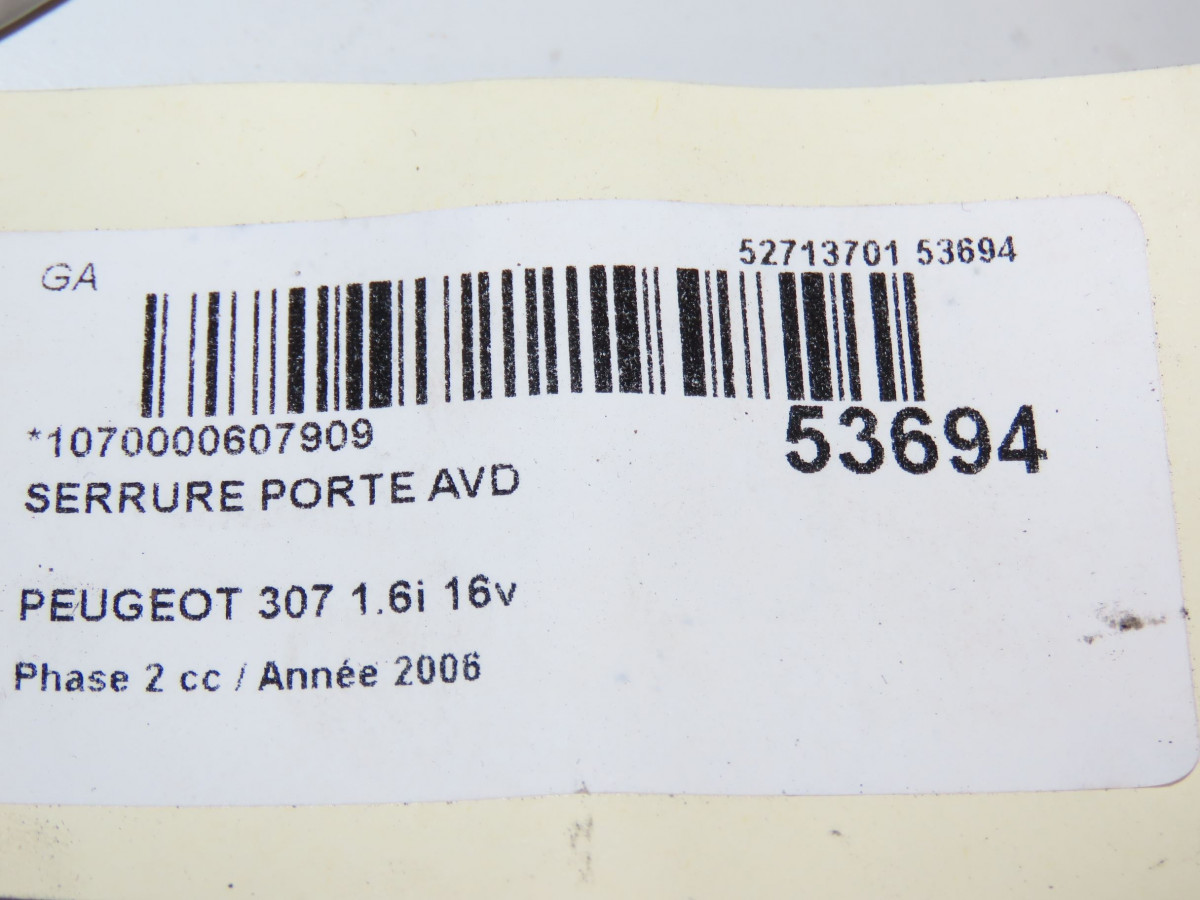 GA
52713701 53694
*1070000607909
53694
SERRURE PORTE AVD
PEUGEOT 307 1.6i 16v
Phase 2 cc / Année 2006